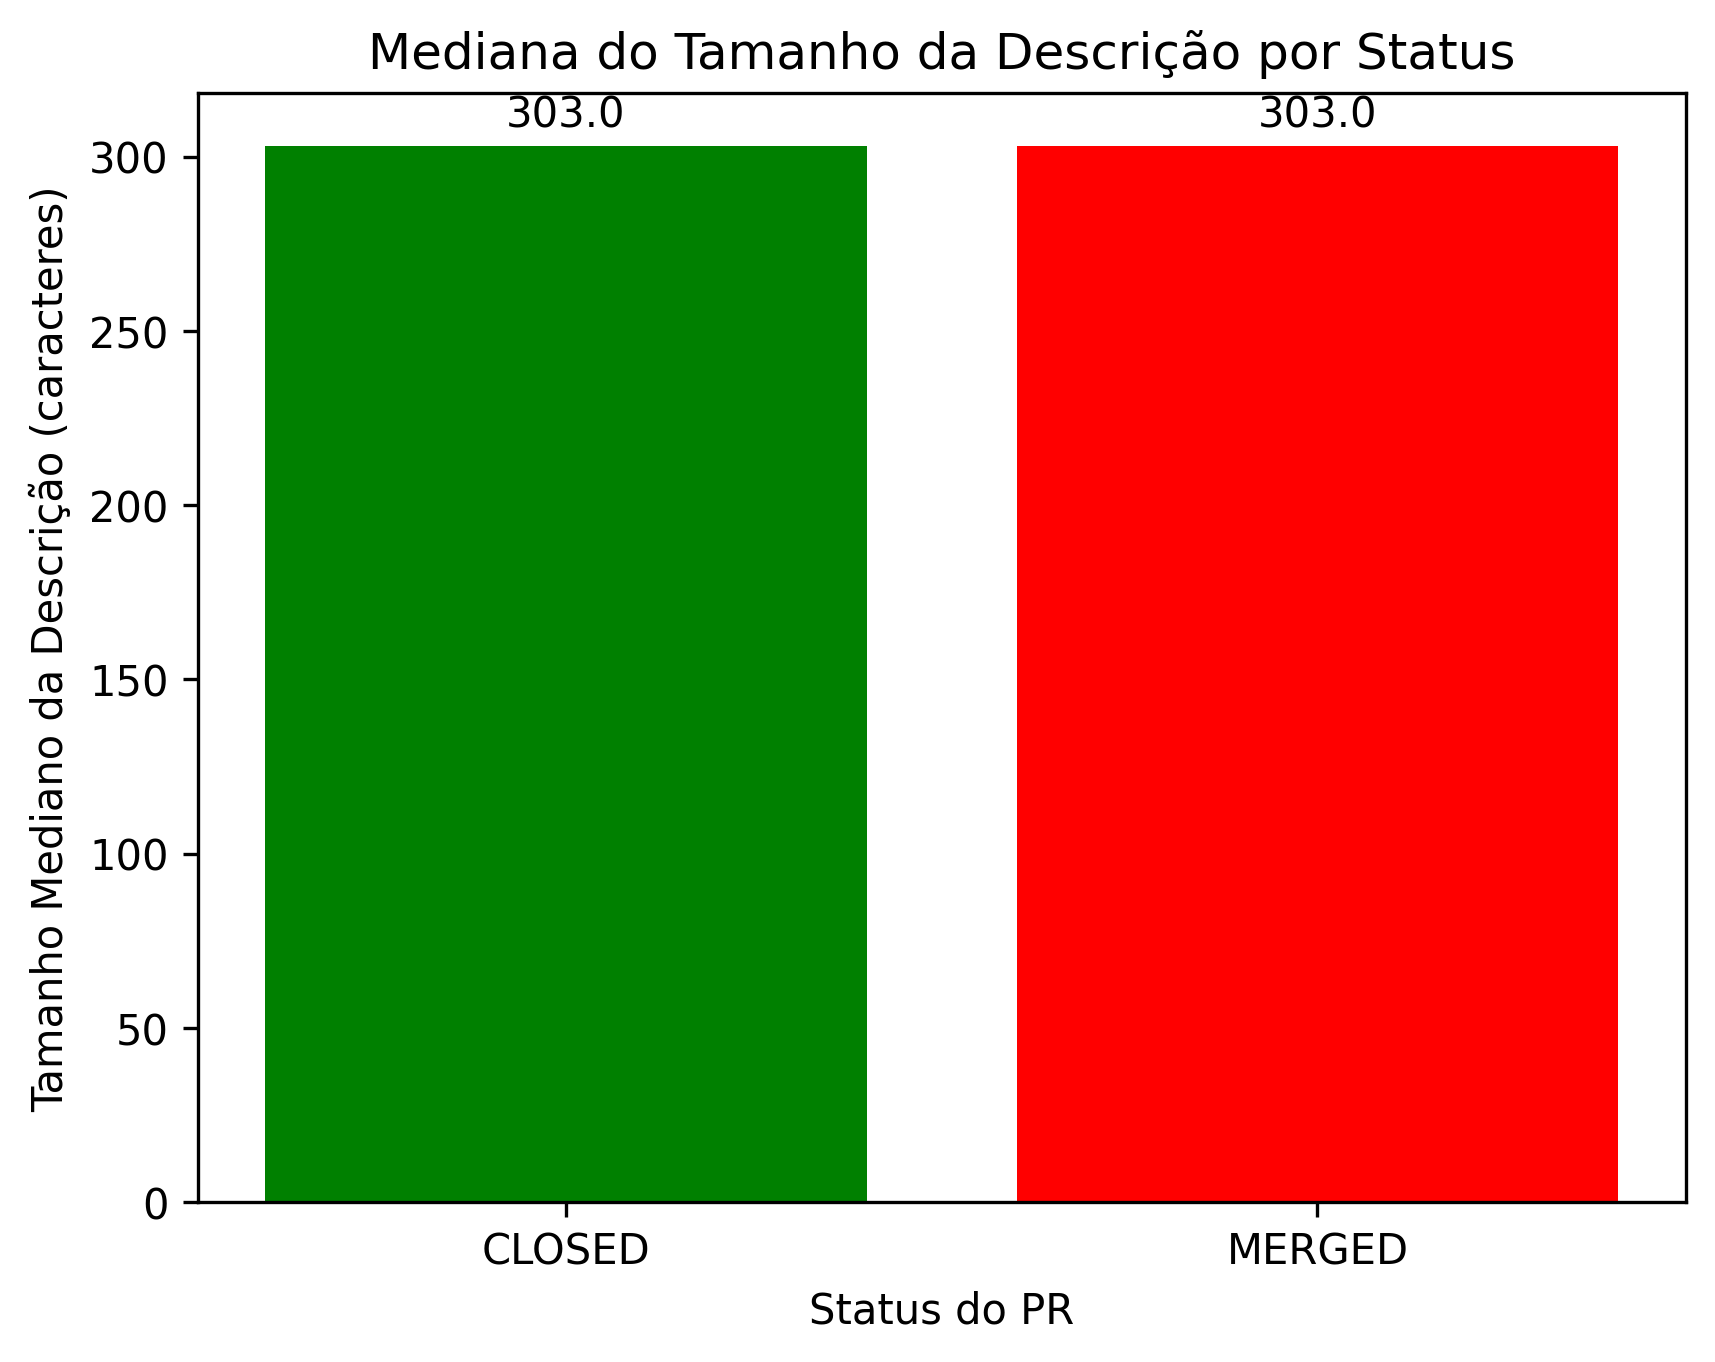 Mediana do Tamanho da Descrição por Status
303.0
303.0
Tamanho Mediano da Descrição (caracteres)
300
250
200
150
100
50
0
CLOSED
MERGED
Status do PR